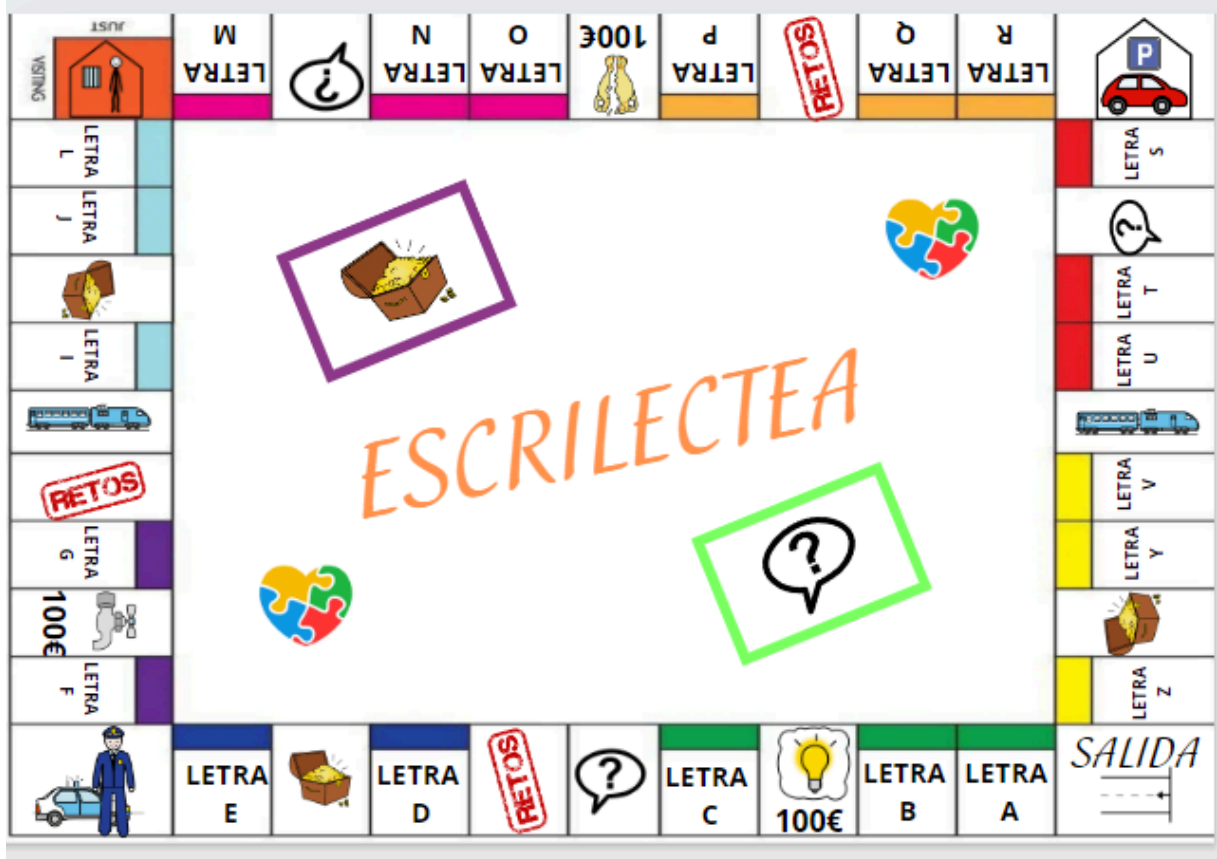 JUST
VISITING
LETRA
M
?
LETRA
N
LETRA
O
100€
LETRA
P
RETOS
LETRA
Q
LETRA
R
P
LETRA
L
LETRA
J
LETRA
I
RETOS
LETRA
G
100€
LETRA
F
ESCRILECTEA
?
LETRA
S
?
LETRA
T
LETRA
U
LETRA
V
LETRA
Y
LETRA
Z
LETRA
E
LETRA
D
RETOS
?
LETRA
C
100€
LETRA
B
LETRA
A
SALIDA